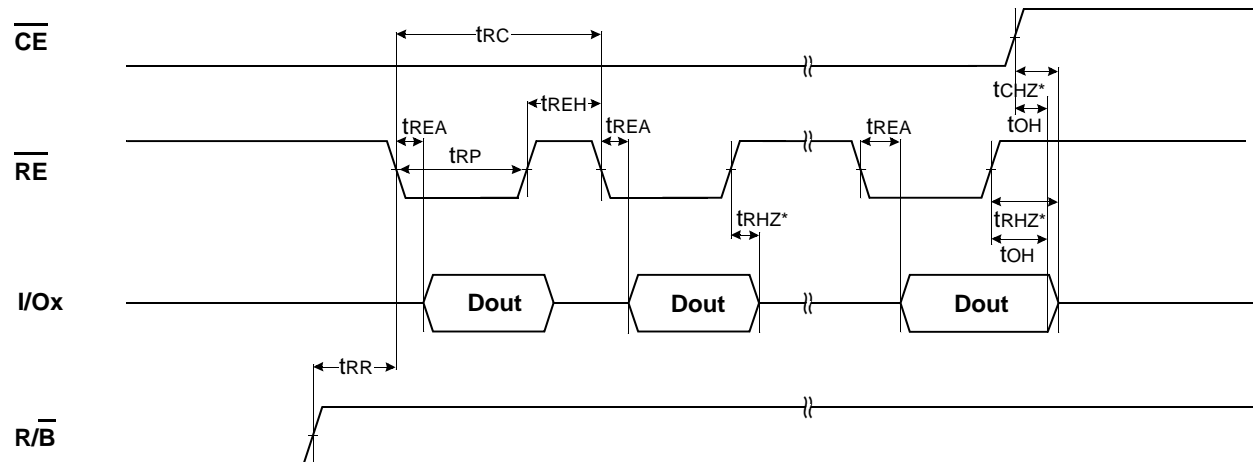 CE
tRC
tCHZ*
tREH
tOH
tREA
tREA
tREA
RE
tRP
tRHZ*
tRHZ*
tOH
I/Ox
Dout
Dout
Dout
tRR
R/B